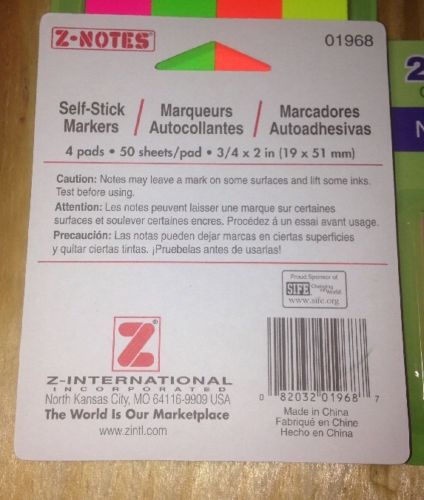 Z-NOTES®
01968
Self-Stick Markers / Marqueurs Autocollantes / Marcadores Autoadhesivas
4 pads • 50 sheets/pad • 3/4 x 2 in (19 x 51 mm)
Caution: Notes may leave a mark on some surfaces and lift some inks.
Test before using.
Attention: Les notes peuvent laisser une marque sur certaines
surfaces et soulever certaines encres. Procédez á un essai avant usage.
Precaución: Las notas pueden dejar marcas en ciertas superficies
y quitar ciertas tintas. ¡Pruebelas antes de usarlas!
Proud Sponsor of
SIFE Changing the World
www.sife.org
Z
Z-INTERNATIONAL
INCORPORATED
North Kansas City, MO 64116-9909 USA
The World Is Our Marketplace
www.zintl.com
0 82032 01968 7
Made in China
Fabriqué en Chine
Hecho en China
2
N